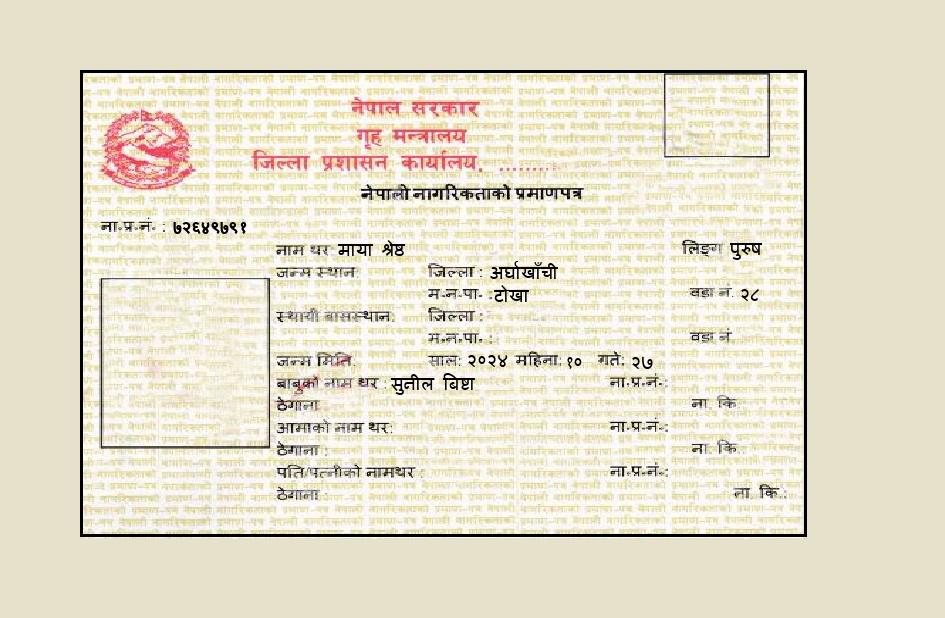 नेपाल सरकार
गृह मन्त्रालय
जिल्ला प्रशासन कार्यालय, .........
नेपाली नागरिकताको प्रमाणपत्र
ना.प्र.नं. : ७२६४९७९१
नाम थर: माया श्रेष्ठ लिङ्ग पुरुष
जन्म स्थान: जिल्ला : अर्घाखाँची
म.न.पा. : टोखा वडा नं. २८
स्थायी बासस्थान: जिल्ला :
म.न.पा. : वडा नं
जन्म मिति: साल: २०२४ महिना: १० गते: २७
बाबुको नाम थर : सुनील बिष्ट ना.प्र.नं.:
ठेगाना ना. कि.
आमाको नाम थर: ना.प्र.नं.:
ठेगाना : ना. कि.
पति/पत्नीको नामथर : ना.प्र.नं.:
ठेगाना : ना. कि.: